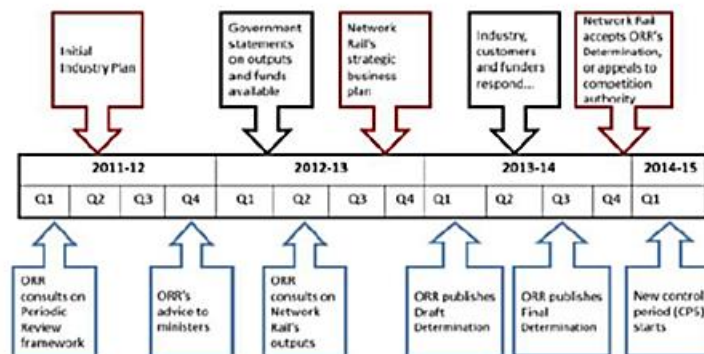 Initial
Industry Plan
Government
statements
on outputs
and funds
available
Network
Rail's
strategic
business
plan
Industry,
customers
and funders
respond...
Network Rail
accepts ORR's
Determination,
or appeals to
competition
authority
2011-12 2012-13 2013-14 2014-15
Q1 Q2 Q3 Q4 Q1 Q2 Q3 Q4 Q1 Q2 Q3 Q4 Q1
ORR
consults on
Periodic
Review
framework
ORR's
advice to
ministers
ORR
consults on
Network
Rail's
outputs
ORR publishes
Draft
Determination
ORR publishes
Final
Determination
New control
period (CP5)
starts